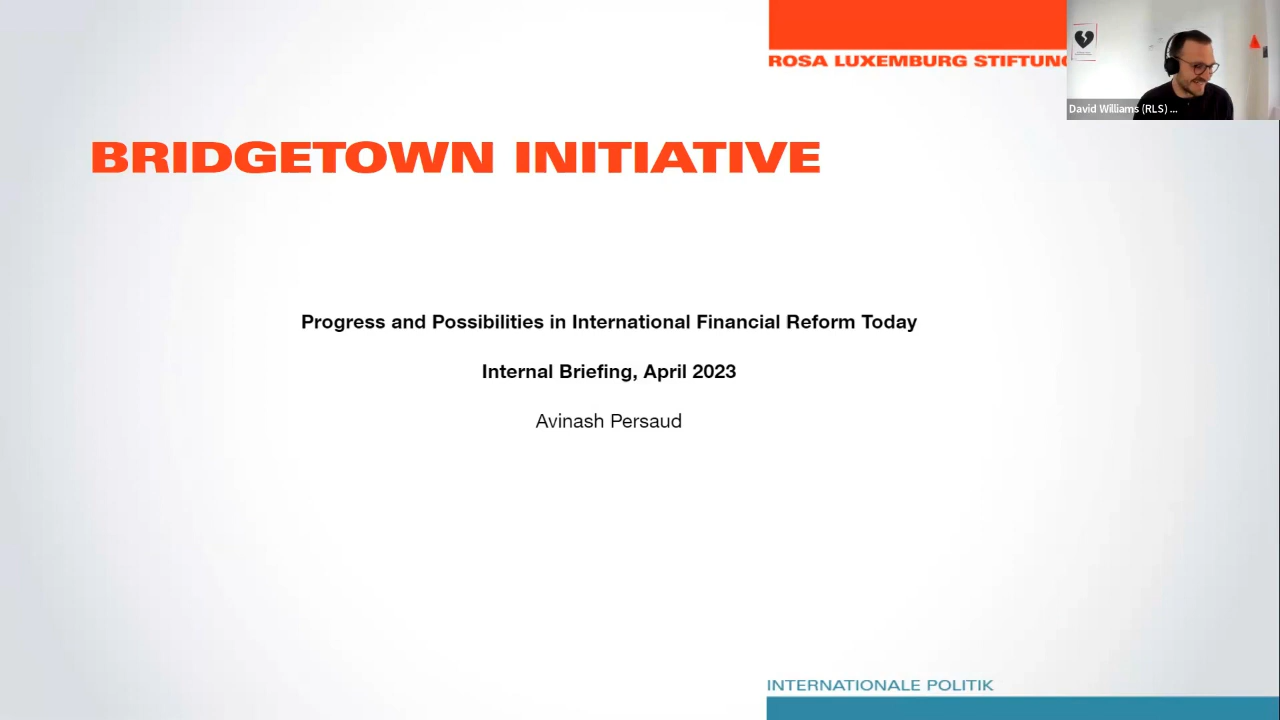 ROSA LUXEMBURG STIFTUNG
David Williams (RLS) ...
BRIDGETOWN INITIATIVE
Progress and Possibilities in International Financial Reform Today
Internal Briefing, April 2023
Avinash Persaud
INTERNATIONALE POLITIK